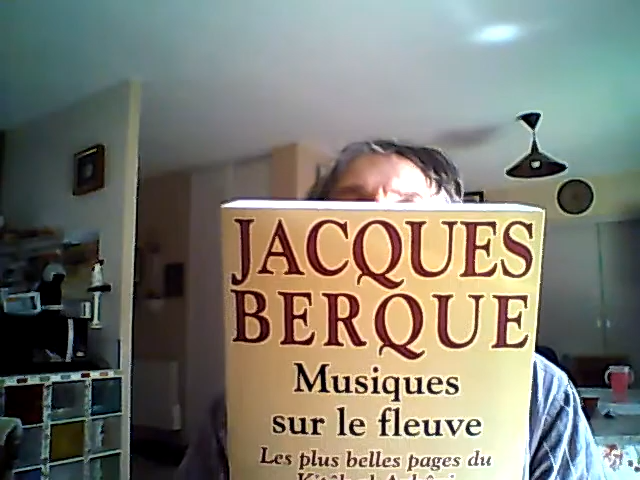 JACQUES
BERQUE
Musiques
sur le fleuve
Les plus belles pages du